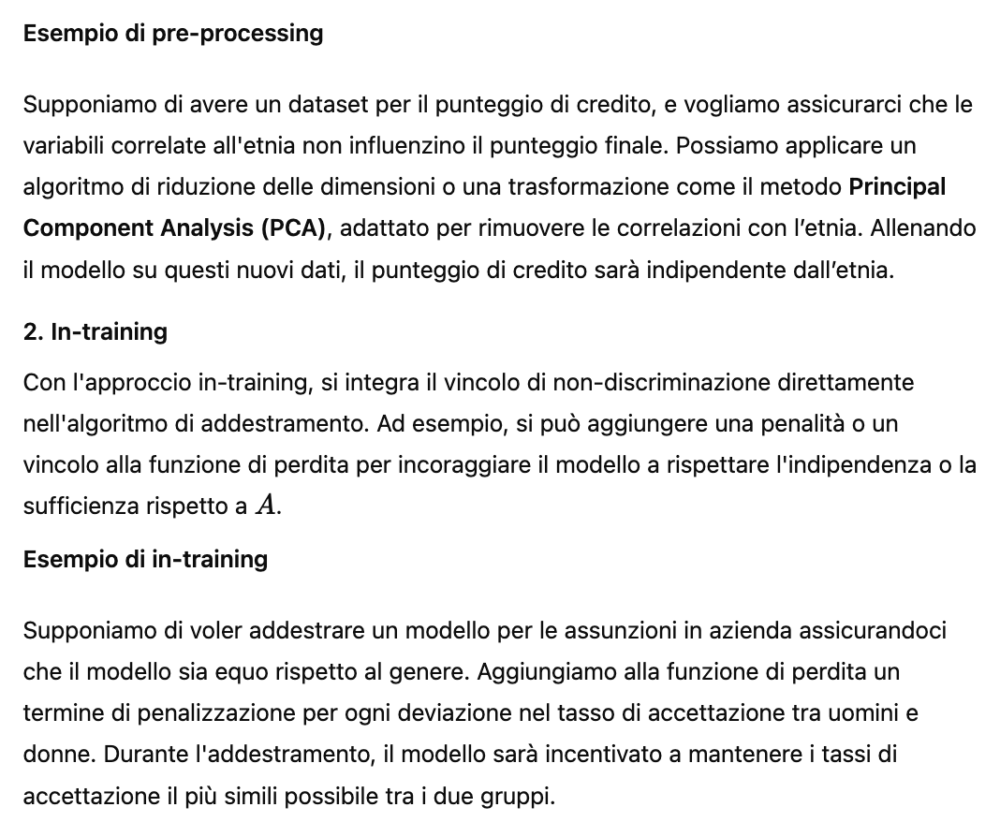 Esempio di pre-processing
Supponiamo di avere un dataset per il punteggio di credito, e vogliamo assicurarci che le
variabili correlate all'etnia non influenzino il punteggio finale. Possiamo applicare un
algoritmo di riduzione delle dimensioni o una trasformazione come il metodo Principal
Component Analysis (PCA), adattato per rimuovere le correlazioni con l’etnia. Allenando
il modello su questi nuovi dati, il punteggio di credito sarà indipendente dall’etnia.
2. In-training
Con l'approccio in-training, si integra il vincolo di non-discriminazione direttamente
nell'algoritmo di addestramento. Ad esempio, si può aggiungere una penalità o un
vincolo alla funzione di perdita per incoraggiare il modello a rispettare l'indipendenza o la
sufficienza rispetto a A.
Esempio di in-training
Supponiamo di voler addestrare un modello per le assunzioni in azienda assicurandoci
che il modello sia equo rispetto al genere. Aggiungiamo alla funzione di perdita un
termine di penalizzazione per ogni deviazione nel tasso di accettazione tra uomini e
donne. Durante l'addestramento, il modello sarà incentivato a mantenere i tassi di
accettazione il più simili possibile tra i due gruppi.